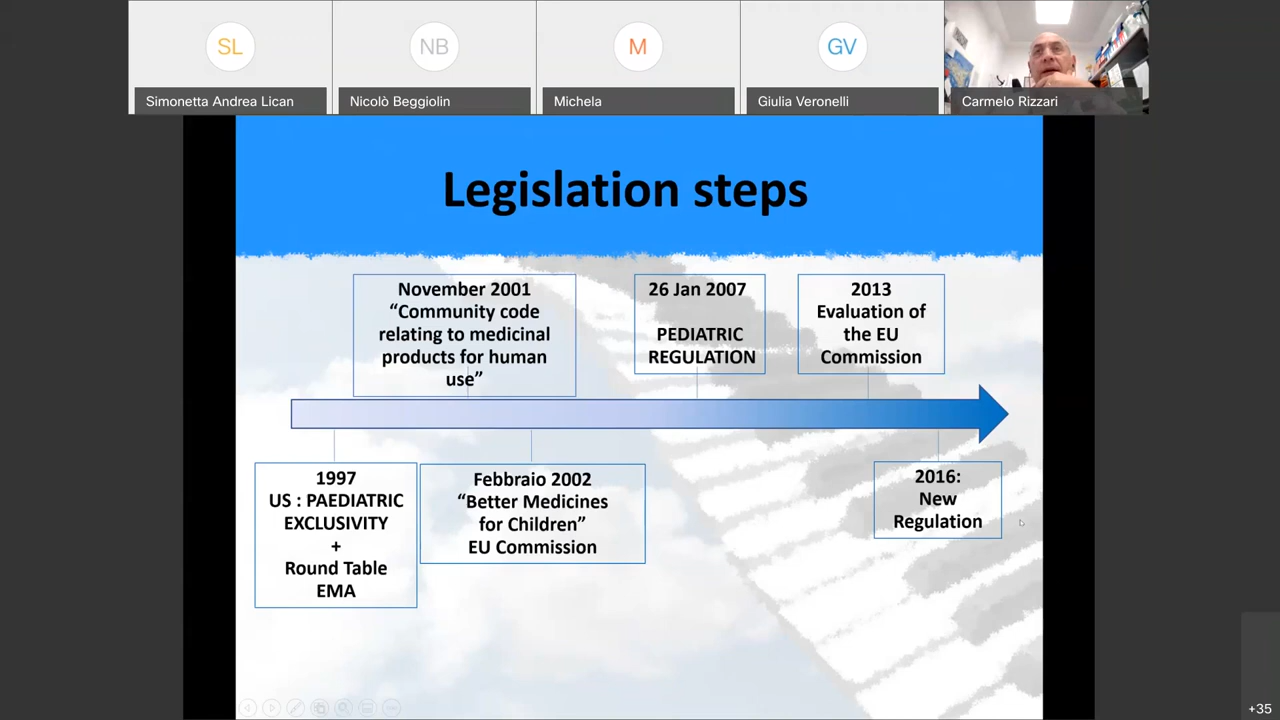 SL
NB
M
GV
Simonetta Andrea Lican
Nicolò Beggiolin
Michela
Giulia Veronelli
Carmelo Rizzari
Legislation steps
November 2001
“Community code
relating to medicinal
products for human
use”
26 Jan 2007
PEDIATRIC
REGULATION
2013
Evaluation of
the EU
Commission
1997
US : PAEDIATRIC
EXCLUSIVITY
+
Round Table
EMA
Febbraio 2002
“Better Medicines
for Children”
EU Commission
2016:
New
Regulation
+35